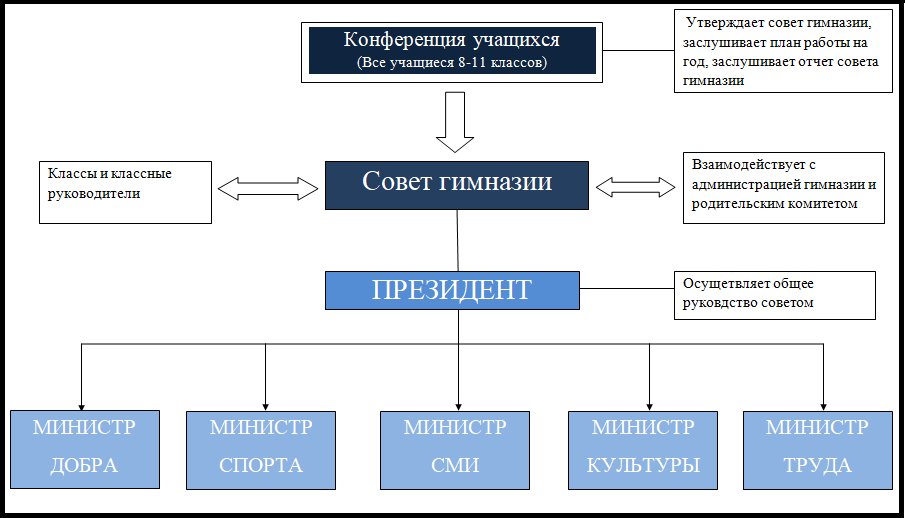 Конференция учащихся
(Все учащиеся 8-11 классов)
Утверждает совет гимназии,
заслушивает план работы на
год, заслушивает отчет совета
гимназии
Классы и классные
руководители
Совет гимназии
Взаимодействует с
администрацией гимназии и
родительским комитетом
ПРЕЗИДЕНТ
Осущетвляет общее
руковдство советом
МИНИСТР
ДОБРА
МИНИСТР
СПОРТА
МИНИСТР
СМИ
МИНИСТР
КУЛЬТУРЫ
МИНИСТР
ТРУДА